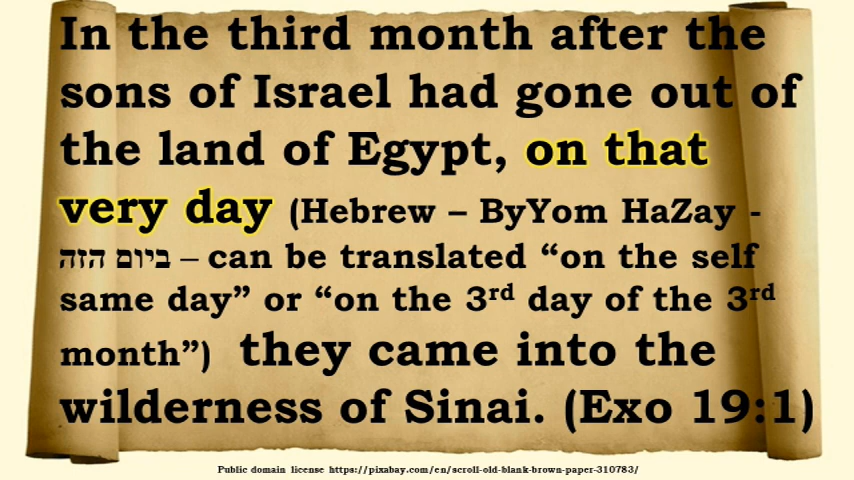 In the third month after the
sons of Israel had gone out of
the land of Egypt, on that
very day (Hebrew – ByYom HaZay -
ביום הזה – can be translated “on the self
same day” or “on the 3rd day of the 3rd
month”) they came into the
wilderness of Sinai. (Exo 19:1)
Public domain license https://pixabay.com/en/scroll-old-blank-brown-paper-310783/